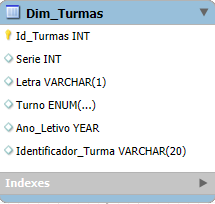 Dim_Turmas
Id_Turmas INT
Serie INT
Letra VARCHAR(1)
Turno ENUM(...)
Ano_Letivo YEAR
Identificador_Turma VARCHAR(20)
Indexes